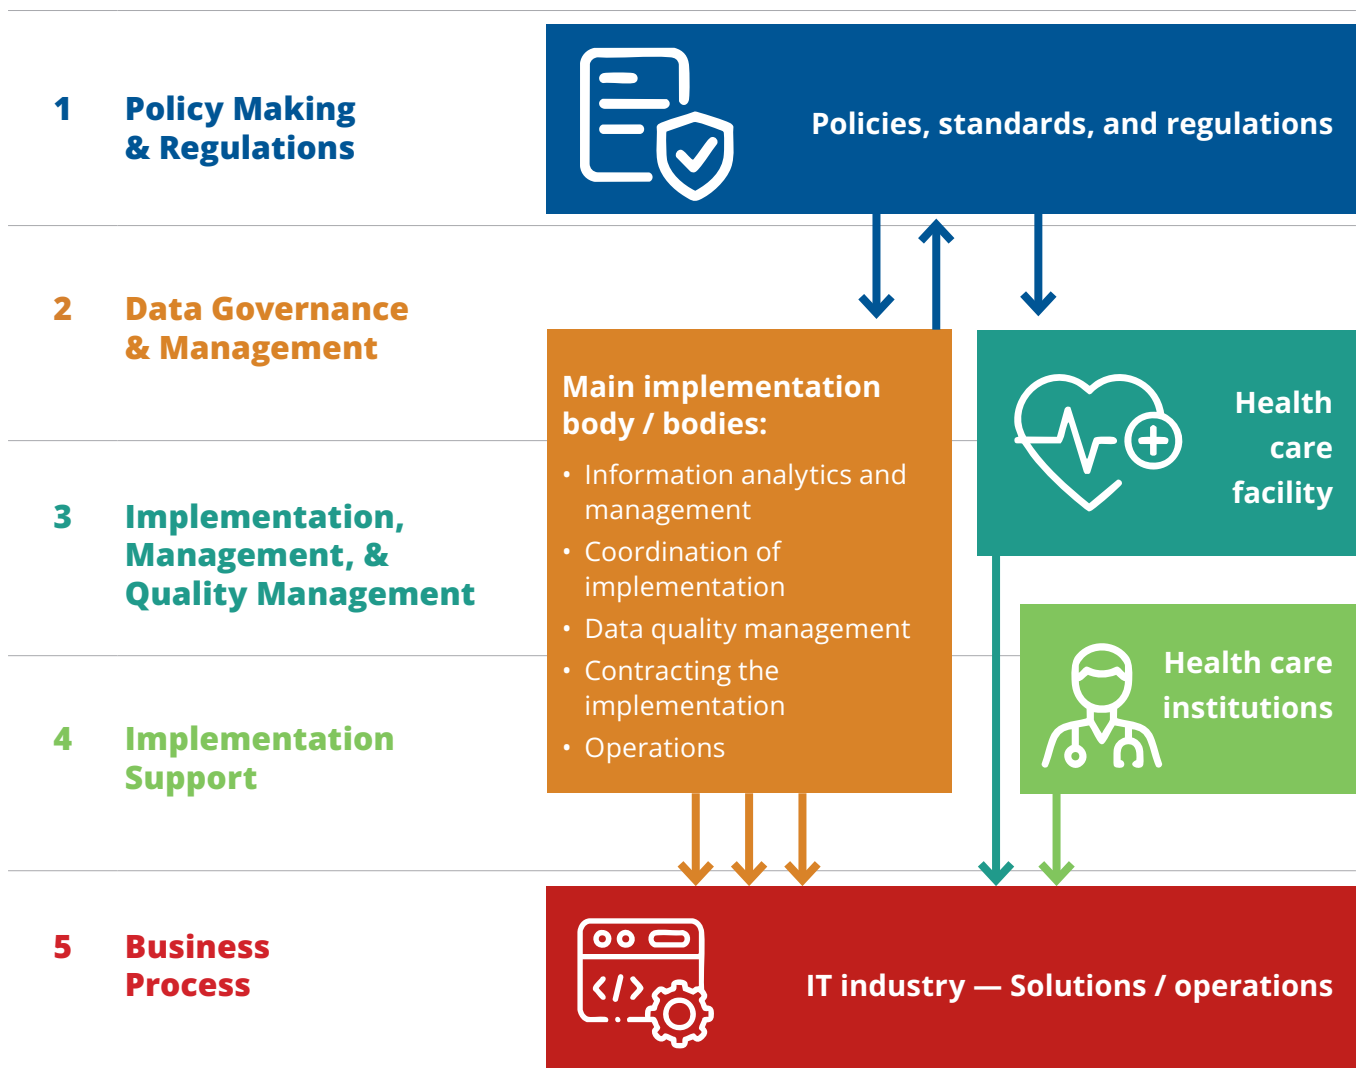 1 Policy Making
& Regulations
Policies, standards, and regulations
2 Data Governance
& Management
3 Implementation,
Management, &
Quality Management
4 Implementation
Support
Main implementation
body / bodies:
• Information analytics and
management
• Coordination of
implementation
• Data quality management
• Contracting the
implementation
• Operations
Health
care
facility
Health care
institutions
5 Business
Process
</>
IT industry — Solutions / operations